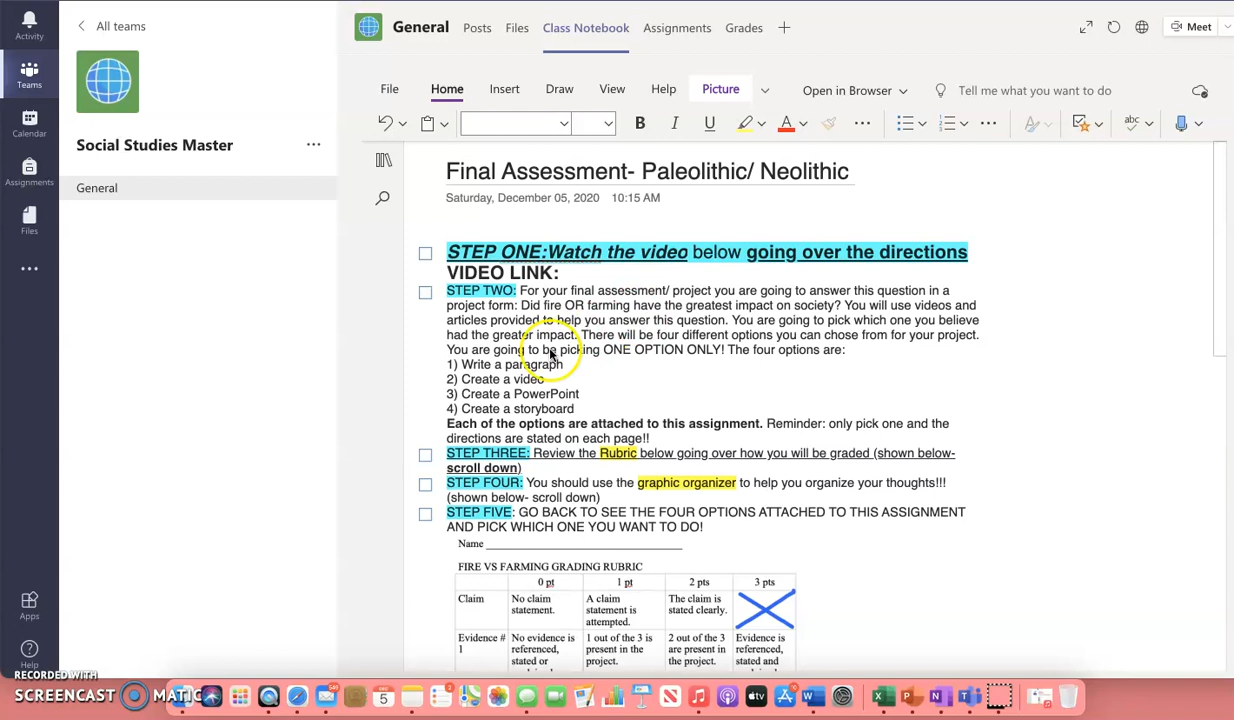 All teams
General
Posts
Files
Class Notebook
Assignments
Grades
Meet
Activity
Teams
Calendar
Assignments
Files
Apps
Help
Social Studies Master
General
File
Home
Insert
Draw
View
Help
Picture
Open in Browser
Tell me what you want to do
Final Assessment- Paleolithic/ Neolithic
Saturday, December 05, 2020 10:15 AM
STEP ONE:Watch the video below going over the directions
VIDEO LINK:
STEP TWO: For your final assessment/ project you are going to answer this question in a
project form: Did fire OR farming have the greatest impact on society? You will use videos and
articles provided to help you answer this question. You are going to pick which one you believe
had the greater impact. There will be four different options you can chose from for your project.
You are going to be picking ONE OPTION ONLY! The four options are:
1) Write a paragraph
2) Create a video
3) Create a PowerPoint
4) Create a storyboard
Each of the options are attached to this assignment. Reminder: only pick one and the
directions are stated on each page!!
STEP THREE: Review the Rubric below going over how you will be graded (shown below-
scroll down)
STEP FOUR: You should use the graphic organizer to help you organize your thoughts!!!
(shown below- scroll down)
STEP FIVE: GO BACK TO SEE THE FOUR OPTIONS ATTACHED TO THIS ASSIGNMENT
AND PICK WHICH ONE YOU WANT TO DO!
Name
FIRE VS FARMING GRADING RUBRIC
0 pt 1 pt 2 pts 3 pts
Claim No claim A claim The claim is
statement. statement is stated clearly.
attempted.
Evidence # No evidence is 1 out of the 3 is 2 out of the 3 Evidence is
1 referenced, present in the are present in referenced,
stated or project. the project. stated and
RECORDED WITH
SCREENCAST MATIC